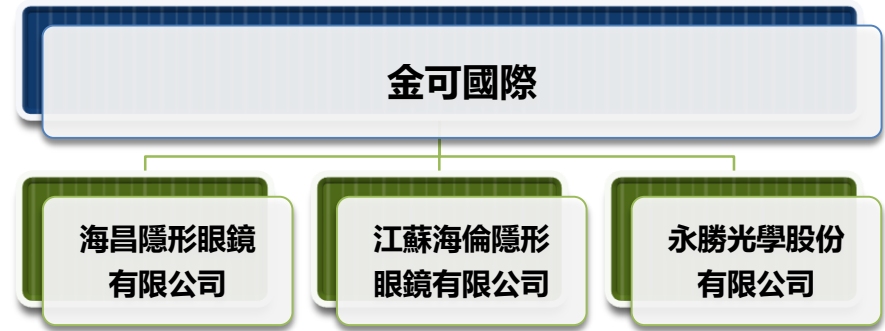 金可國際
海昌隱形眼鏡
有限公司
江蘇海倫隱形
眼鏡有限公司
永勝光學股份
有限公司